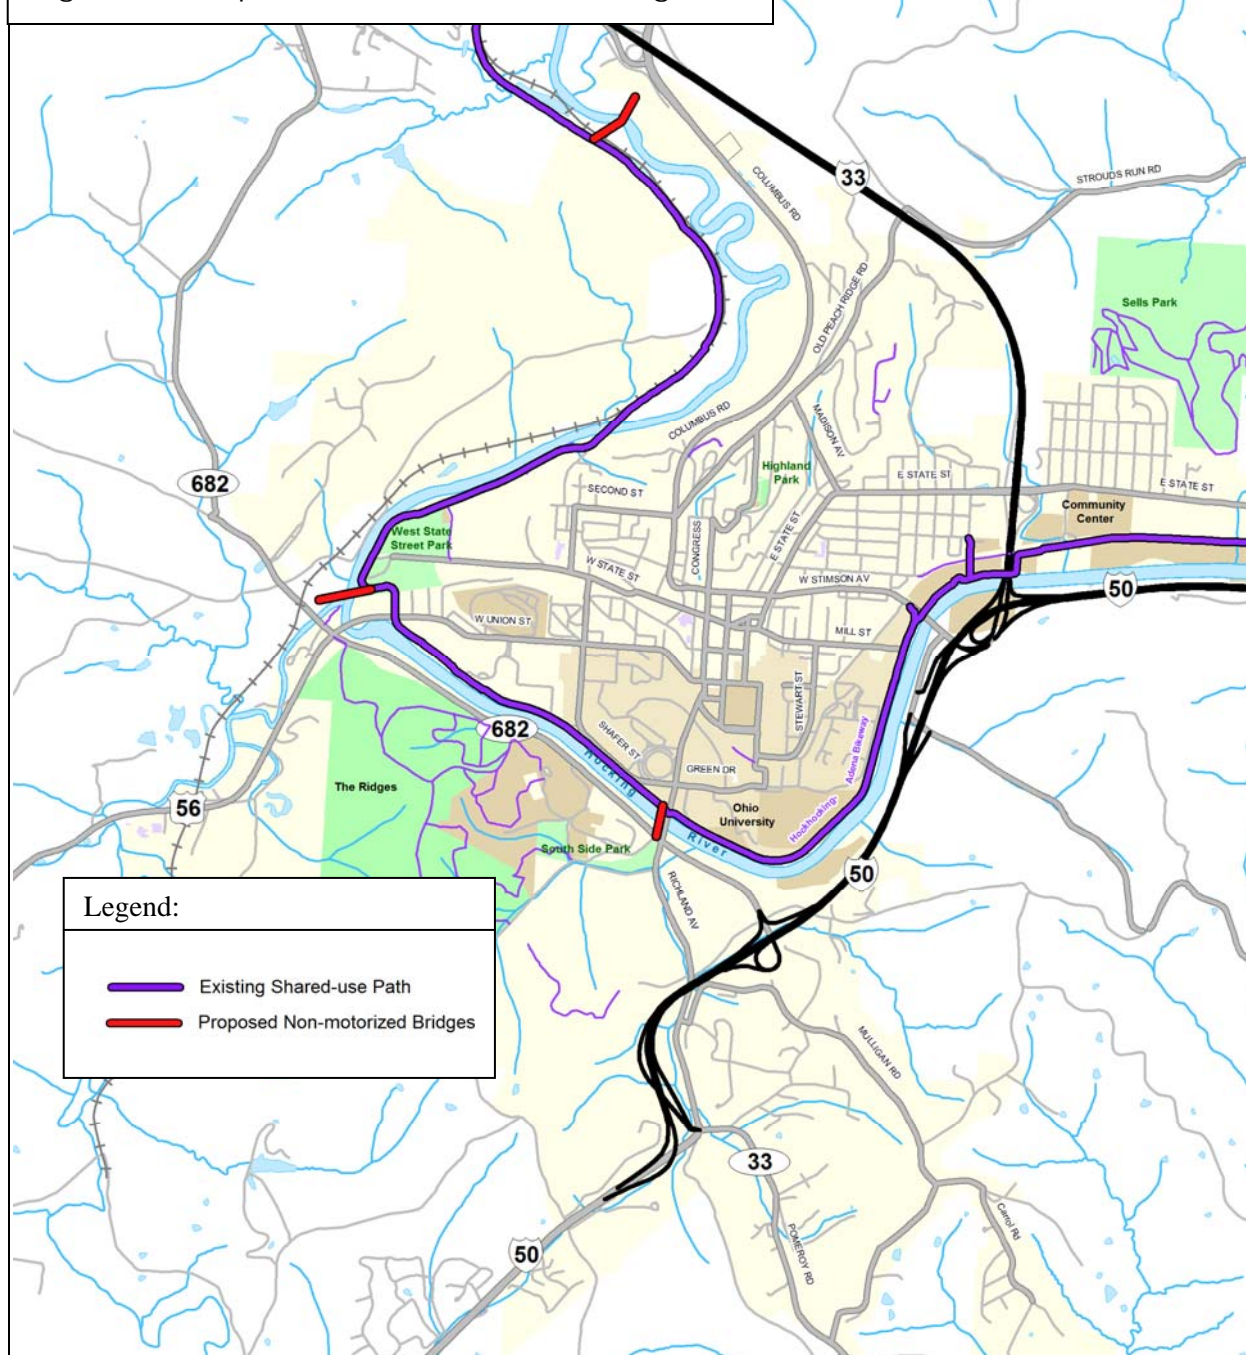 33
COLUMBUS RD
STROUDS RUN RD
OLD PEACH RIDGE RD
Sells Park
COLUMBUS RD
MADISON AV
682
Highland
Park
SECOND ST
E STATE ST
E STATE ST
Community
Center
West State
Street Park
CONGRESS
E STATE ST
W STATE ST
W STIMSON AV
50
W UNION ST
MILL ST
STEWART ST
682
SHAFER ST
Hocking
River
GREEN DR
Hockhocking-
Adena Bikeway
The Ridges
56
Ohio
University
South Side Park
50
RICHLAND AV
Legend:
Existing Shared-use Path
Proposed Non-motorized Bridges
MULLIGAN RD
33
Carrol Rd
POMEROY RD
50